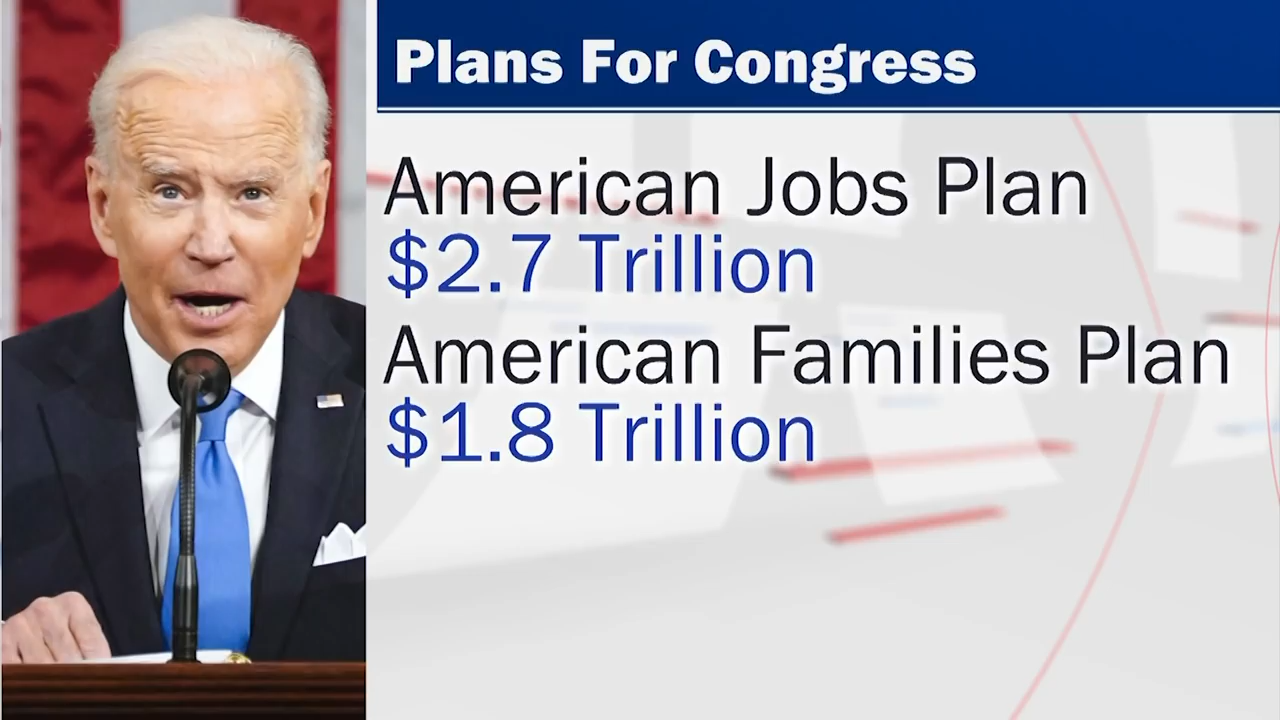 Plans For Congress
American Jobs Plan
$2.7 Trillion
American Families Plan
$1.8 Trillion